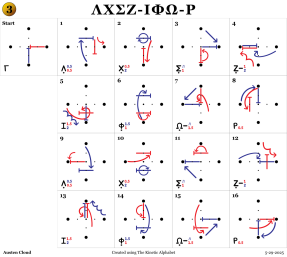 3 ΛΧΣΖ-ΙΦΩ-Ρ
Start 1 2 3 4
Γ Λ Χ Σ Ζ-
5 6 7 8
Ι Φ Ω- Ρ
9 10 11 12
Λ Χ Σ Ζ-
13 14 15 16
Ι Φ Ω- Ρ
Austen Cloud Created using The Kinetic Alphabet 5-29-2025